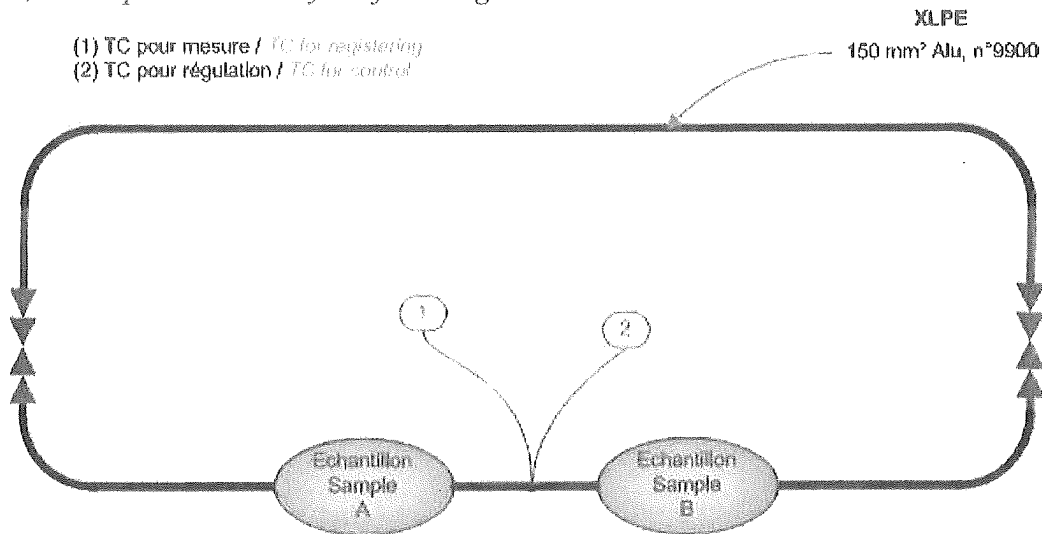 (1) TC pour mesure / TC for registering
(2) TC pour régulation / TC for control
XLPE
150 mm² Alu, n°9900
1
2
Echantillon
Sample
A
Echantillon
Sample
B